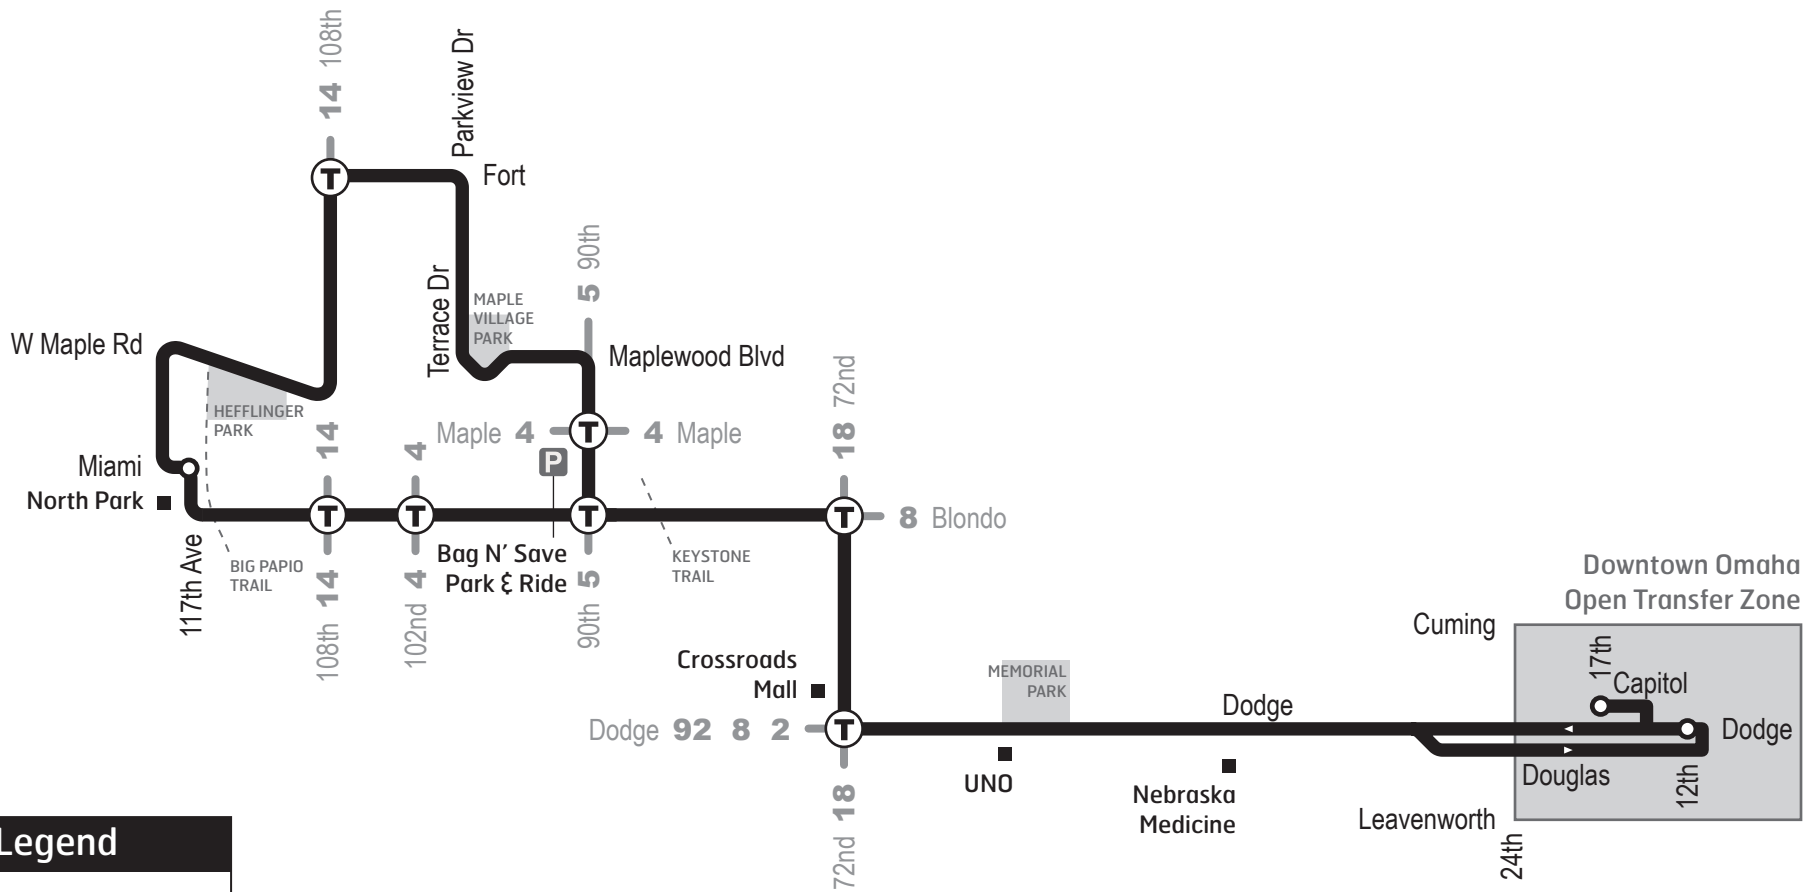 14 108th
Parkview Dr
T
Fort
5 90th
Terrace Dr
MAPLE
VILLAGE
PARK
W Maple Rd
Maplewood Blvd
18 72nd
HEFFLINGER
PARK
14
4
Maple 4
T
4 Maple
P
Miami
North Park
T
T
T
T
8 Blondo
117th Ave
BIG PAPIO
TRAIL
108th 14
102nd 4
Bag N' Save
Park & Ride
90th 5
KEYSTONE
TRAIL
Downtown Omaha
Open Transfer Zone
Cuming
17th
Capitol
Crossroads
Mall
MEMORIAL
PARK
Dodge 92 8 2
T
Dodge
Dodge
UNO
Nebraska
Medicine
Douglas
12th
Leavenworth
24th
72nd 18
Legend